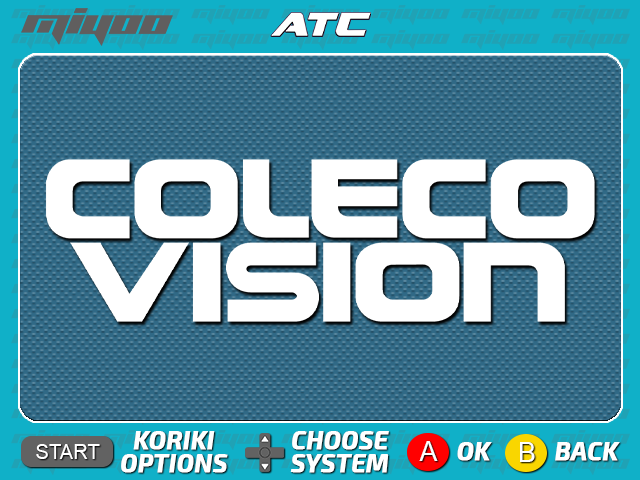 miyoo
ATC
COLECO
VISION
START
KORIKI
OPTIONS
CHOOSE
SYSTEM
A
OK
B
BACK